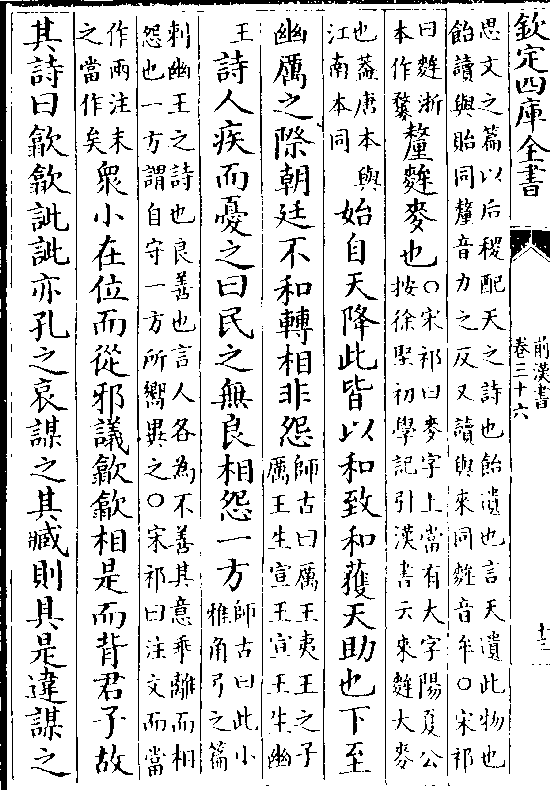 欽定四庫全書
前漢書
卷三十六
十二
思文之篇以后稷配天之詩也飴遺也言天遺此物也
飴讀與貽同釐音力之反又讀與來同麰音牟○宋祁
曰麰浙
本作𪍿
釐麰麥也
○宋祁曰麥字上當有大字陽夏公
按徐堅初學記引漢書云來麰大麥
也葢唐本與
江南本同
始自天降此皆以和致和蒦天助也下至
幽厲之際朝廷不和轉相非怨
師古曰厲王夷王之子
厲王生宣王宣王生幽
王
詩人疾而憂之曰民之無良相怨一方
師古曰此小
雅角弓之篇
刺幽王之詩也良善也言人各為不善其意乖離而相
怨也一方謂自守一方所嚮異之○宋祁曰注文而當
作兩注末
之當作矣
衆小在位而從邪議歙歙相是而背君子故
其詩曰歙歙訿訿亦孔之哀謀之其臧則具是違謀之